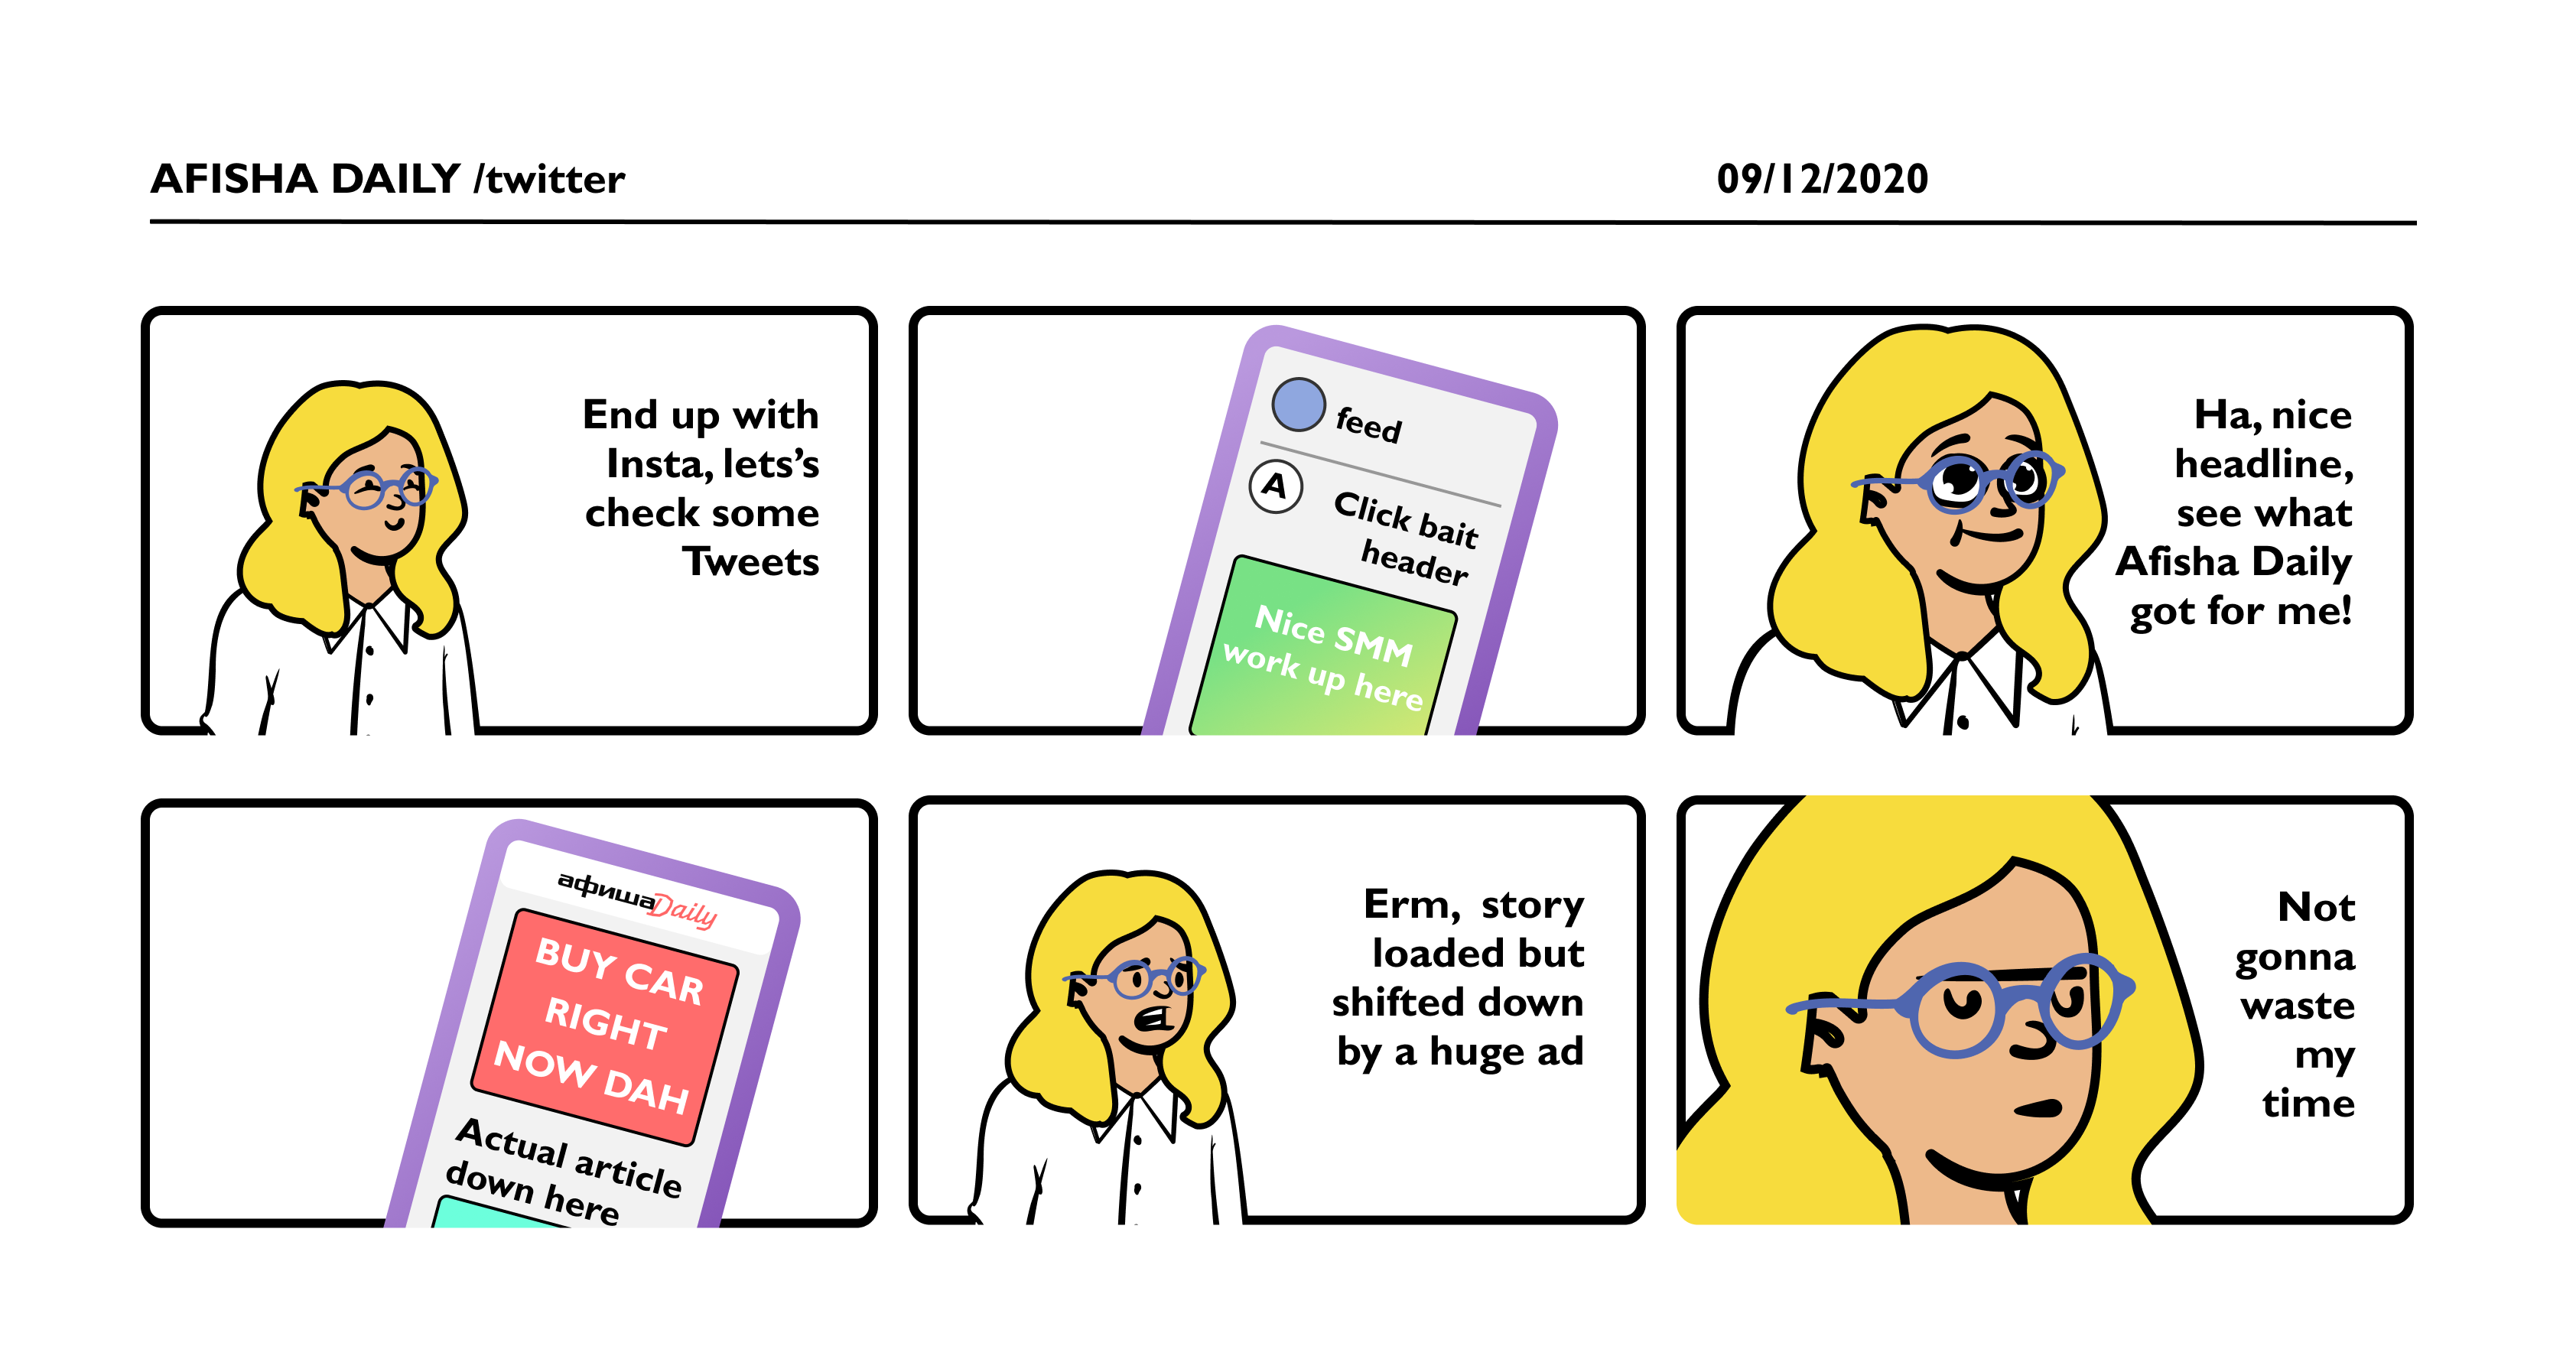 AFISHA DAILY /twitter
09/12/2020
End up with
Insta, lets's
check some
Tweets
feed
A
Click bait
header
Nice SMM
work up here
Ha, nice
headline,
see what
Afisha Daily
got for me!
афишаDaily
BUY CAR
RIGHT
NOW DAH
Actual article
down here
Erm, story
loaded but
shifted down
by a huge ad
Not
gonna
waste
my
time